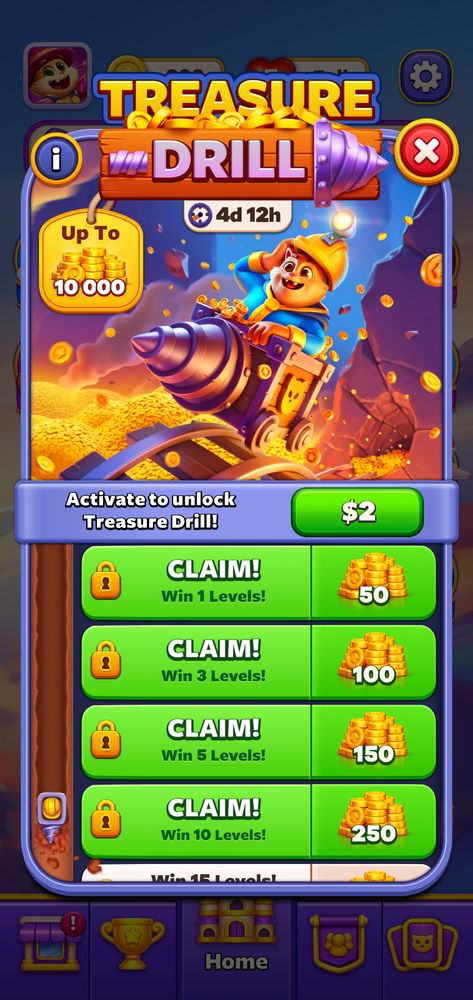 TREASURE
DRILL
i
4d 12h
Up To
10 000
Activate to unlock
Treasure Drill!
$2
CLAIM!
Win 1 Levels!
50
CLAIM!
Win 3 Levels!
100
CLAIM!
Win 5 Levels!
150
CLAIM!
Win 10 Levels!
250
Win 15 Levels!
!
Home